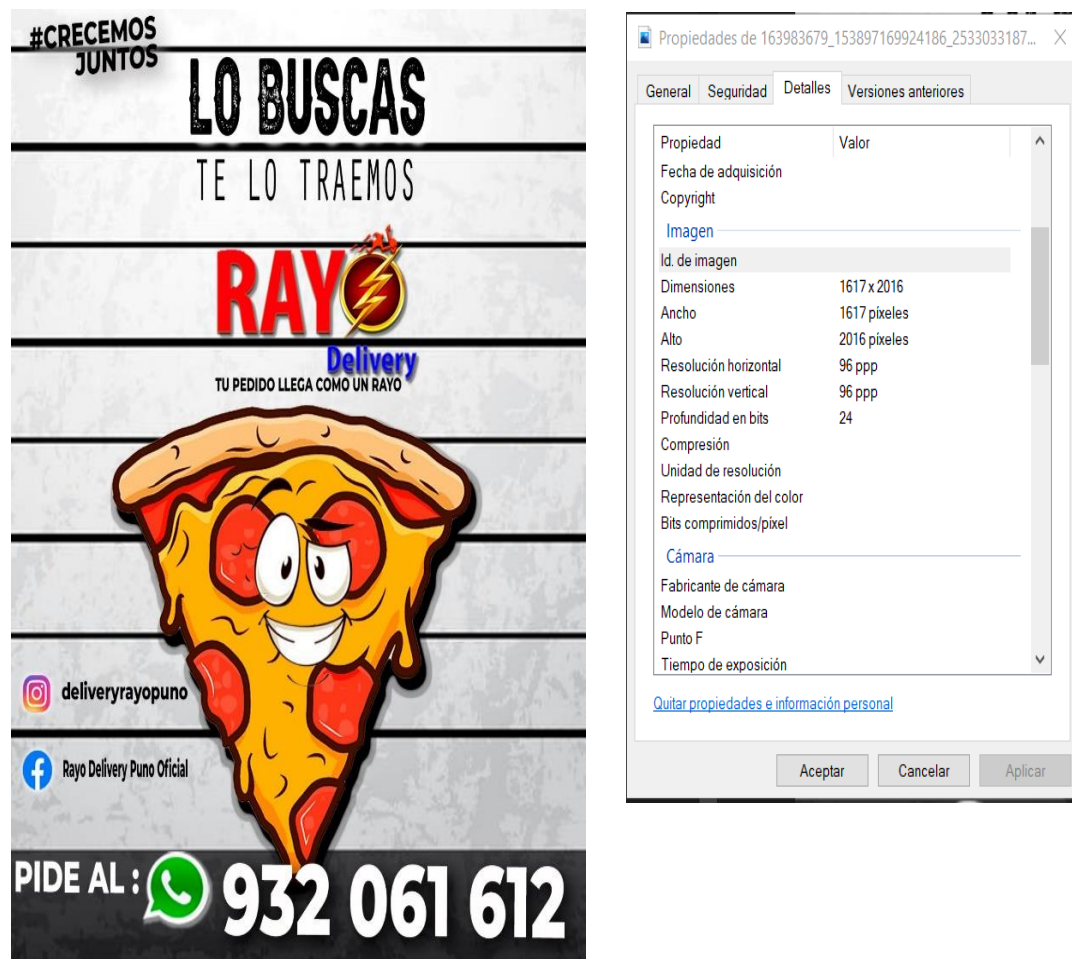 #CRECEMOS
JUNTOS
LO BUSCAS
TE LO TRAEMOS
RAYO
Delivery
TU PEDIDO LLEGA COMO UN RAYO
deliveryrayopuno
Rayo Delivery Puno Oficial
PIDE AL : 932 061 612
Propiedades de 163983679_153897169924186_2533033187...
General Seguridad Detalles Versiones anteriores
Propiedad Valor
Fecha de adquisición
Copyright
Imagen
Id. de imagen
Dimensiones 1617 x 2016
Ancho 1617 píxeles
Alto 2016 píxeles
Resolución horizontal 96 ppp
Resolución vertical 96 ppp
Profundidad en bits 24
Compresión
Unidad de resolución
Representación del color
Bits comprimidos/píxel
Cámara
Fabricante de cámara
Modelo de cámara
Punto F
Tiempo de exposición
Quitar propiedades e información personal
Aceptar Cancelar Aplicar